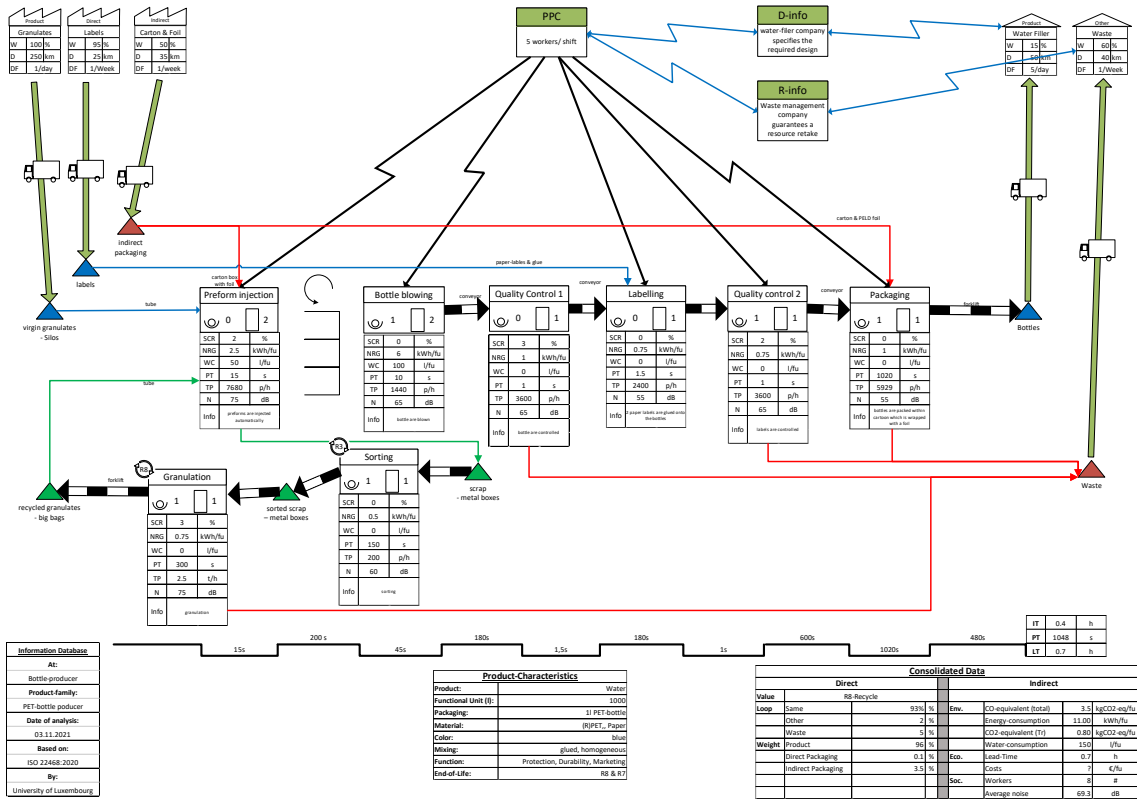 Product
Granulates
W 100 %
D 250 km
DF 1/day
Direct
Labels
W 95 %
D 25 km
DF 1/Week
Indirect
Carton & Foil
W 50 %
D 35 km
DF 1/week
PPC
5 workers/ shift
D-info
water-filer company
specifies the
required design
R-info
Waste management
company
guarantees a
resource retake
Product
Water Filler
W 15 %
D 50 km
DF 5/day
Other
Waste
W 60 %
D 40 km
DF 1/Week
indirect
packaging
labels
virgin granulates
- Silos
carton & PELD foil
paper-lables & glue
carton box
with foil
tube
tube
conveyor
conveyor
conveyor
forklift
Bottles
Preform injection
0 2
SCR 2 %
NRG 2.5 kWh/fu
WC 50 l/fu
PT 15 s
TP 7680 p/h
N 75 dB
Info preforms are injected
automatically
Bottle blowing
1 2
SCR 0 %
NRG 6 kWh/fu
WC 100 l/fu
PT 10 s
TP 1440 p/h
N 65 dB
Info bottle are blown
Quality Control 1
0 1
SCR 3 %
NRG 1 kWh/fu
WC 0 l/fu
PT 1 s
TP 3600 p/h
N 65 dB
Info bottle are controlled
Labelling
0 1
SCR 0 %
NRG 0.75 kWh/fu
WC 0 l/fu
PT 1.5 s
TP 2400 p/h
N 55 dB
Info 2 paper labels are glued onto
the bottles
Quality control 2
1 1
SCR 2 %
NRG 0.75 kWh/fu
WC 0 l/fu
PT 1 s
TP 3600 p/h
N 65 dB
Info labels are controlled
Packaging
1 1
SCR 0 %
NRG 1 kWh/fu
WC 0 l/fu
PT 1020 s
TP 5929 p/h
N 55 dB
Info bottles are packed within
cartoon which is wrapped
with a foil
R8
Granulation
1 1
SCR 3 %
NRG 0.75 kWh/fu
WC 0 l/fu
PT 300 s
TP 2.5 t/h
N 75 dB
Info granulation
R3
Sorting
1 1
SCR 0 %
NRG 0.5 kWh/fu
WC 0 l/fu
PT 150 s
TP 200 p/h
N 60 dB
Info sorting
forklift
recycled granulates
- big bags
sorted scrap
– metal boxes
scrap
- metal boxes
Waste
200 s 180s 180s 600s 480s
15s 45s 1,5s 1s 1020s
IT 0.4 h
PT 1048 s
LT 0.7 h
Information Database
At:
Bottle-producer
Product-family:
PET-bottle poducer
Date of analysis:
03.11.2021
Based on:
ISO 22468:2020
By:
University of Luxembourg
Product-Characteristics
Product: Water
Functional Unit (l): 1000
Packaging: 1l PET-bottle
Material: (R)PET,, Paper
Color: blue
Mixing: glued, homogeneous
Function: Protection, Durability, Marketing
End-of-Life: R8 & R7
Consolidated Data
Direct Indirect
Value R8-Recycle
Loop Same 93% % Env. CO-equivalent (total) 3.5 kgCO2-eq/fu
Other 2 % Energy-consumption 11.00 kWh/fu
Waste 5 % CO2-equivalent (Tr) 0.80 kgCO2-eq/fu
Weight Product 96 % Water-consumption 150 l/fu
Direct Packaging 0.1 % Eco. Lead-Time 0.7 h
Indirect Packaging 3.5 % Costs ? €/fu
Soc. Workers 8 #
Average noise 69.3 dB